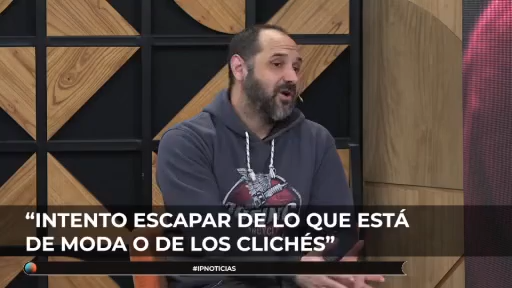 “INTENTO ESCAPAR DE LO QUE ESTÁ
DE MODA O DE LOS CLICHÉS”
#IPNOTICIAS